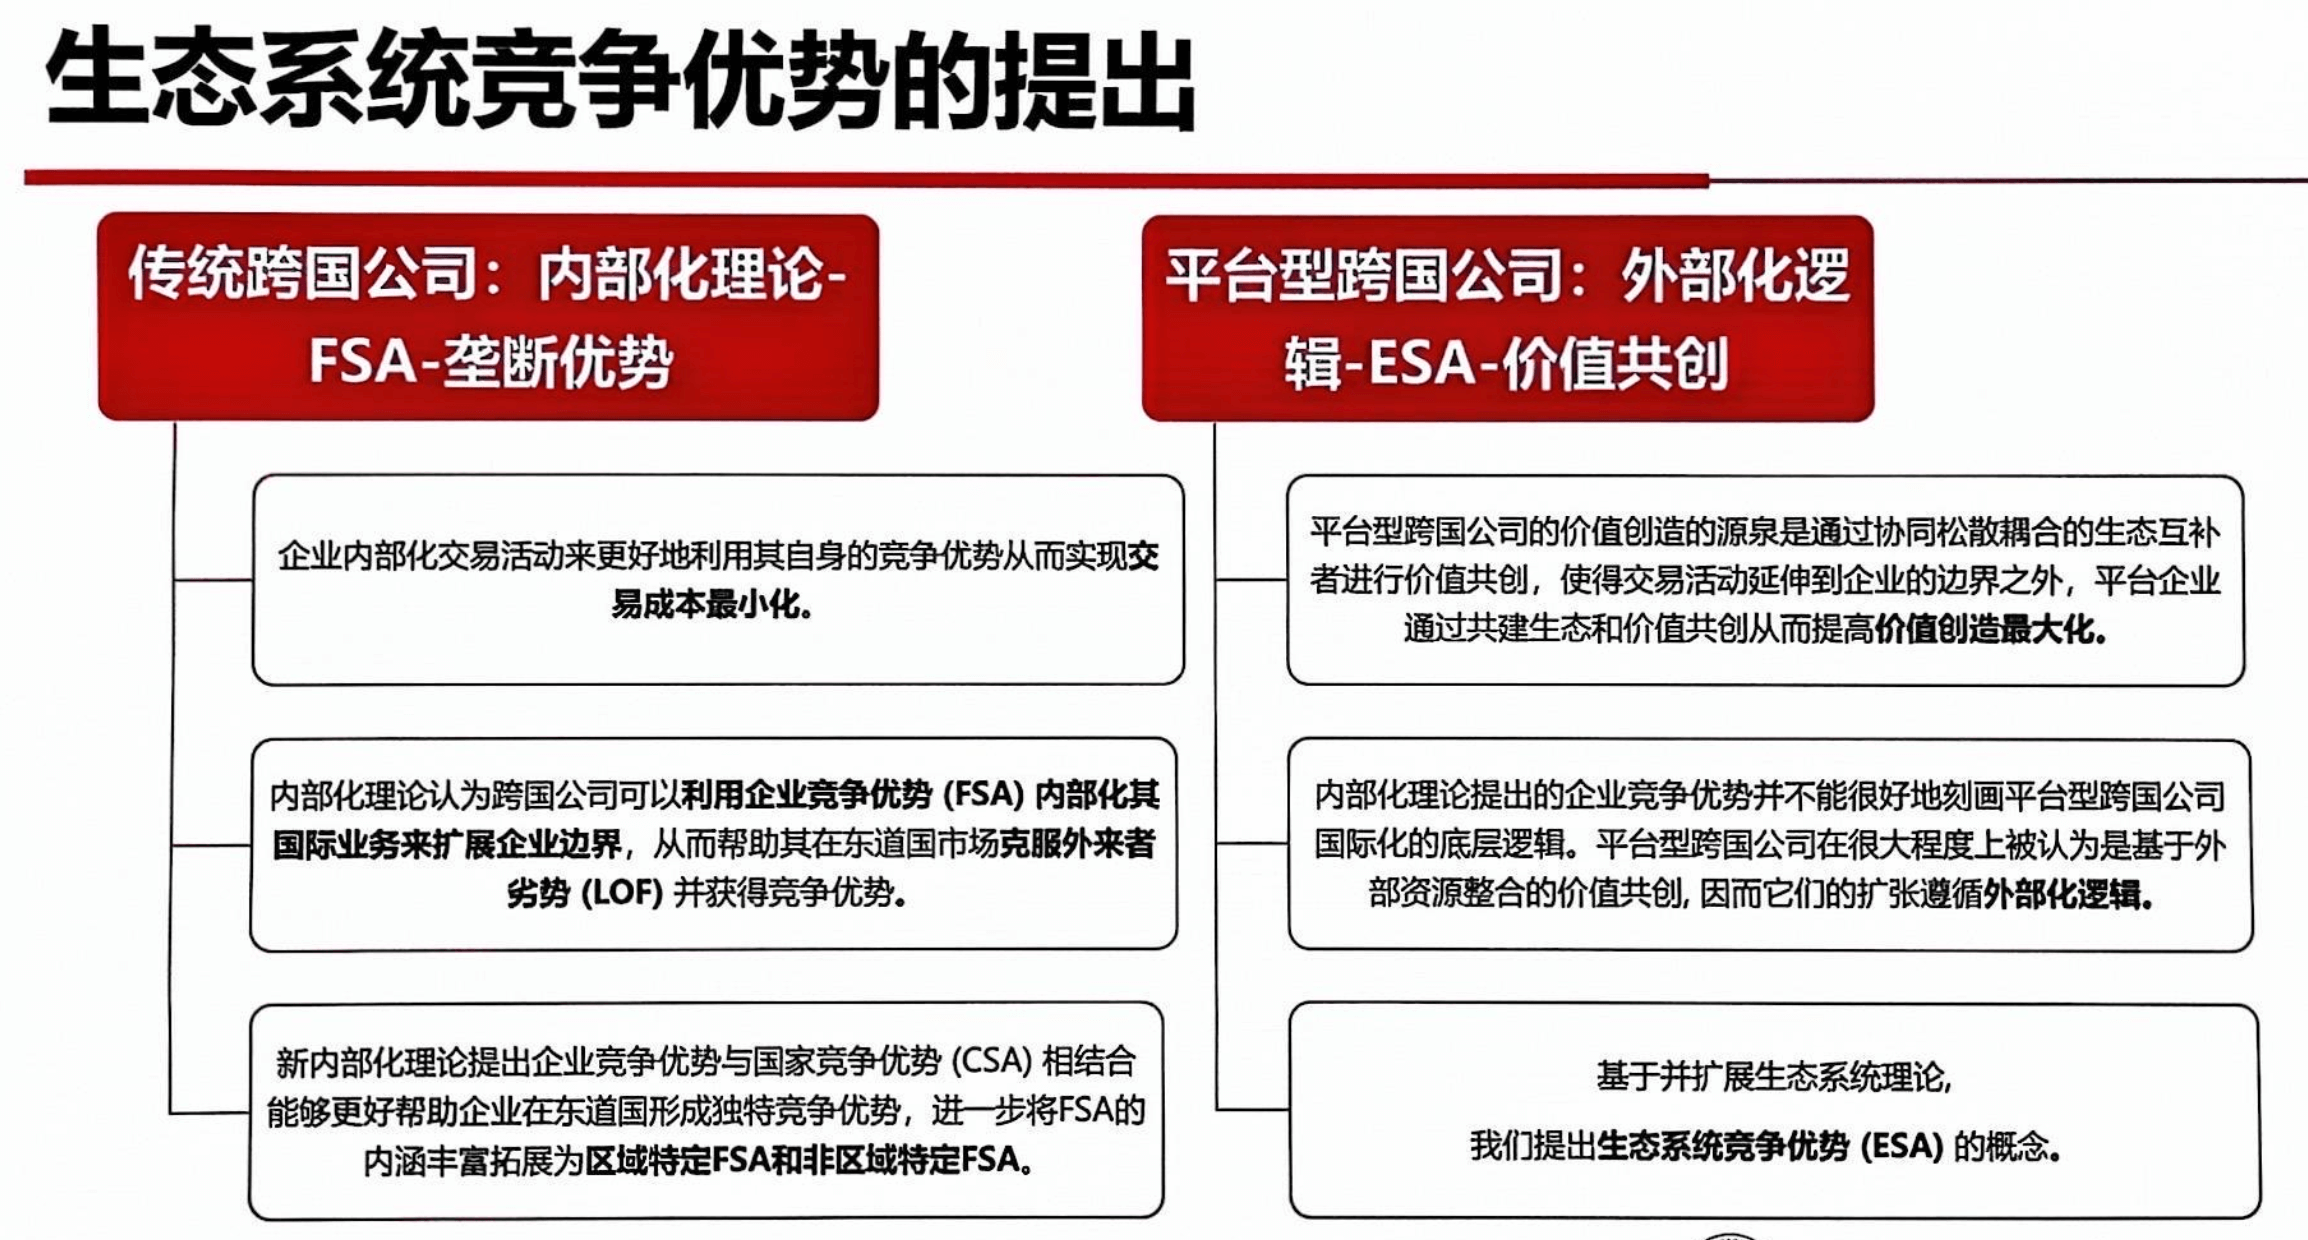 生态系统竞争优势的提出
传统跨国公司：内部化理论-
FSA-垄断优势
企业内部化交易活动来更好地利用其自身的竞争优势从而实现交
易成本最小化。
内部化理论认为跨国公司可以利用企业竞争优势 (FSA) 内部化其
国际业务来扩展企业边界，从而帮助其在东道国市场克服外来者
劣势 (LOF) 并获得竞争优势。
新内部化理论提出企业竞争优势与国家竞争优势 (CSA) 相结合
能够更好帮助企业在东道国形成独特竞争优势，进一步将FSA的
内涵丰富拓展为区域特定FSA和非区域特定FSA。
平台型跨国公司：外部化逻
辑-ESA-价值共创
平台型跨国公司的价值创造的源泉是通过协同松散耦合的生态互补
者进行价值共创，使得交易活动延伸到企业的边界之外，平台企业
通过共建生态和价值共创从而提高价值创造最大化。
内部化理论提出的企业竞争优势并不能很好地刻画平台型跨国公司
国际化的底层逻辑。平台型跨国公司在很大程度上被认为是基于外
部资源整合的价值共创, 因而它们的扩张遵循外部化逻辑。
基于并扩展生态系统理论,
我们提出生态系统竞争优势 (ESA) 的概念。